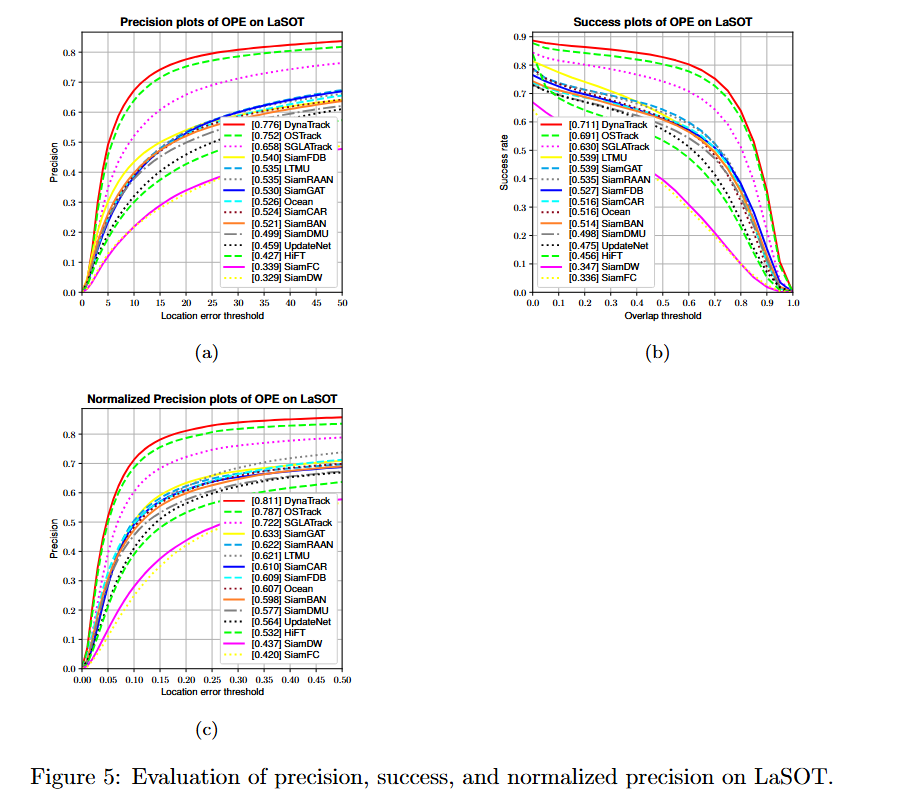 Precision plots of OPE on LaSOT
Precision
0.8
0.7
0.6
0.5
0.4
0.3
0.2
0.1
0.0
[0.776] DynaTrack
[0.752] OSTrack
[0.658] SGLATrack
[0.540] SiamFDB
[0.535] LTMU
[0.535] SiamRAAN
[0.530] SiamGAT
[0.526] Ocean
[0.524] SiamCAR
[0.521] SiamBAN
[0.499] SiamDMU
[0.459] UpdateNet
[0.427] HiFT
[0.339] SiamFC
[0.329] SiamDW
0 5 10 15 20 25 30 35 40 45 50
Location error threshold
(a)
Success plots of OPE on LaSOT
Success rate
0.9
0.8
0.7
0.6
0.5
0.4
0.3
0.2
0.1
0.0
[0.711] DynaTrack
[0.691] OSTrack
[0.630] SGLATrack
[0.539] LTMU
[0.539] SiamGAT
[0.535] SiamRAAN
[0.527] SiamFDB
[0.516] SiamCAR
[0.516] Ocean
[0.514] SiamBAN
[0.498] SiamDMU
[0.475] UpdateNet
[0.456] HiFT
[0.347] SiamDW
[0.336] SiamFC
0.0 0.1 0.2 0.3 0.4 0.5 0.6 0.7 0.8 0.9 1.0
Overlap threshold
(b)
Normalized Precision plots of OPE on LaSOT
Precision
0.8
0.7
0.6
0.5
0.4
0.3
0.2
0.1
0.0
[0.811] DynaTrack
[0.787] OSTrack
[0.722] SGLATrack
[0.633] SiamGAT
[0.622] SiamRAAN
[0.621] LTMU
[0.610] SiamCAR
[0.609] SiamFDB
[0.607] Ocean
[0.598] SiamBAN
[0.577] SiamDMU
[0.564] UpdateNet
[0.532] HiFT
[0.437] SiamDW
[0.420] SiamFC
0.00 0.05 0.10 0.15 0.20 0.25 0.30 0.35 0.40 0.45 0.50
Location error threshold
(c)
Figure 5: Evaluation of precision, success, and normalized precision on LaSOT.